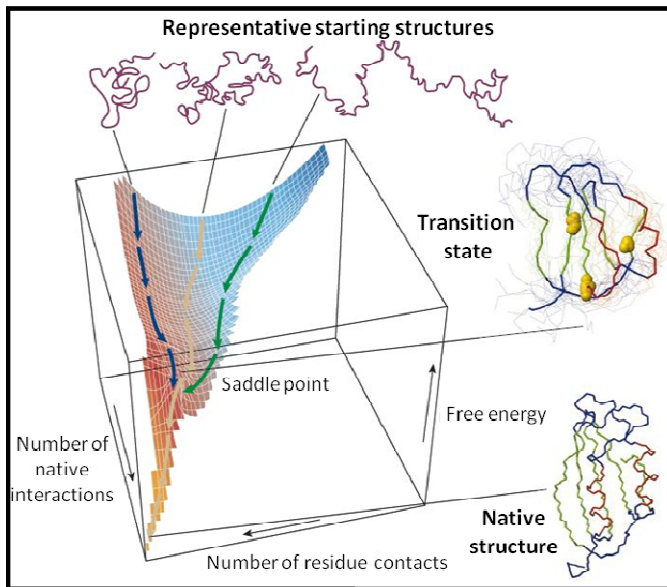 Representative starting structures
Transition
state
Saddle point
Free energy
Number of
native
interactions
Native
structure
Number of residue contacts